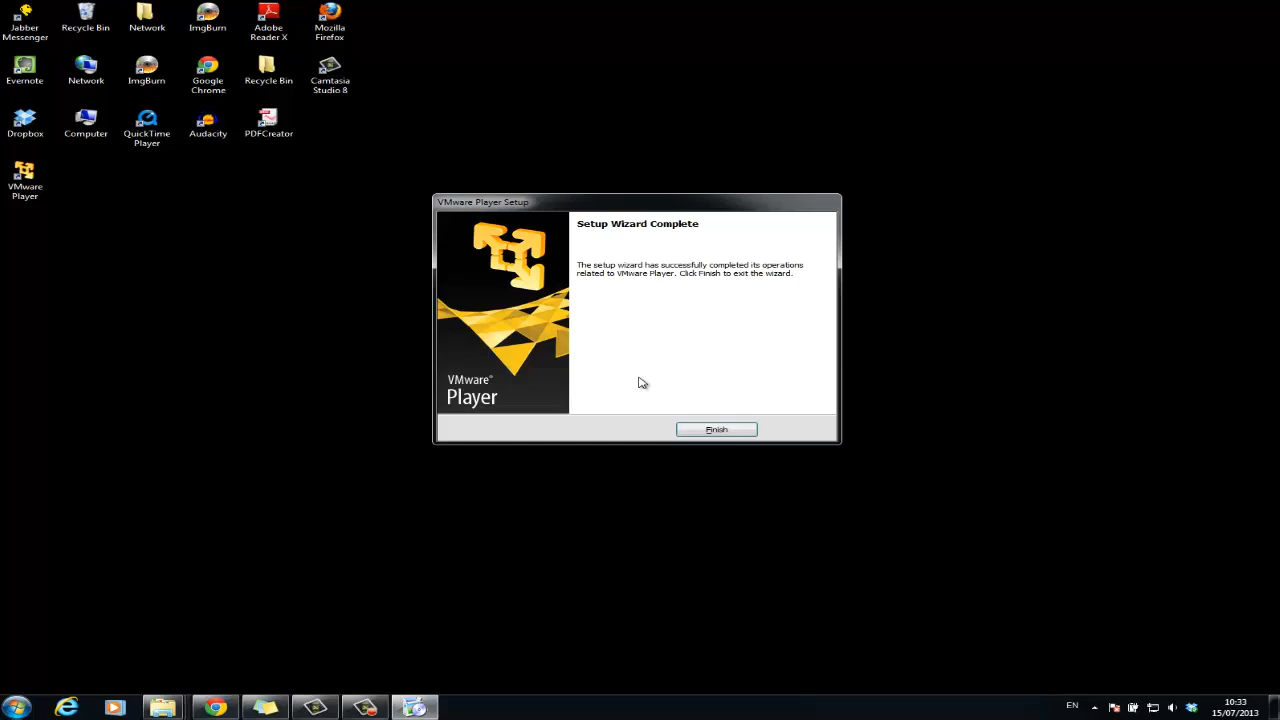 Jabber
Messenger
Recycle Bin
Network
ImgBurn
Adobe
Reader X
Mozilla
Firefox
Evernote
Network
ImgBurn
Google
Chrome
Recycle Bin
Camtasia
Studio 8
Dropbox
Computer
QuickTime
Player
Audacity
PDFCreator
VMware
Player
VMware Player Setup
Setup Wizard Complete
The setup wizard has successfully completed its operations
related to VMware Player. Click Finish to exit the wizard.
VMware®
Player
Finish
EN
10:33
15/07/2013